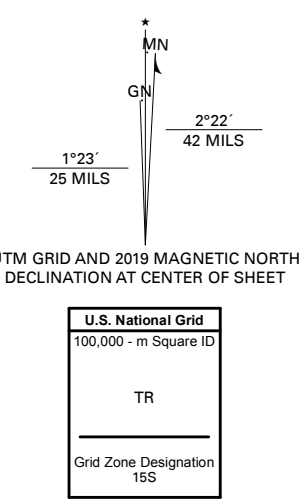 ★
MN
GN
2°22´
42 MILS
1°23´
25 MILS
UTM GRID AND 2019 MAGNETIC NORTH
DECLINATION AT CENTER OF SHEET
U.S. National Grid
100,000 - m Square ID
TR
Grid Zone Designation
15S